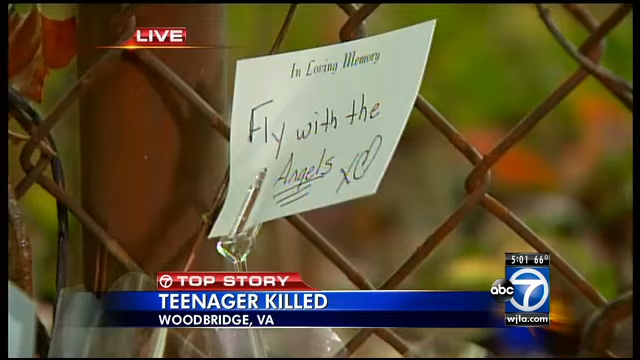 LIVE
In Loving Memory
Fly with the
Angels XO
7 TOP STORY
TEENAGER KILLED
WOODBRIDGE, VA
5:01 66°
abc 7
wjla.com